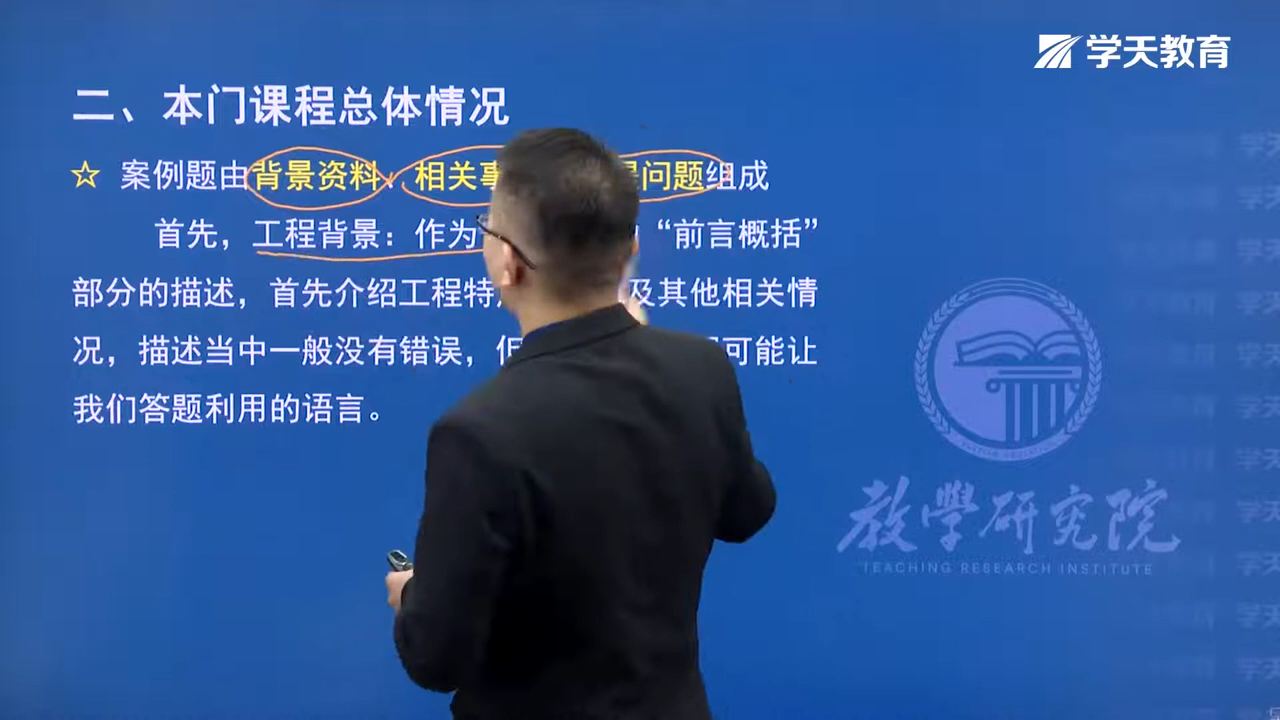 学天教育
二、本门课程总体情况
☆ 案例题由背景资料、相关事 问题组成
首先，工程背景：作为 “前言概括”
部分的描述，首先介绍工程特 及其他相关情
况，描述当中一般没有错误，但 可能让
我们答题利用的语言。
教學研究院
TEACHING RESEARCH INSTITUTE